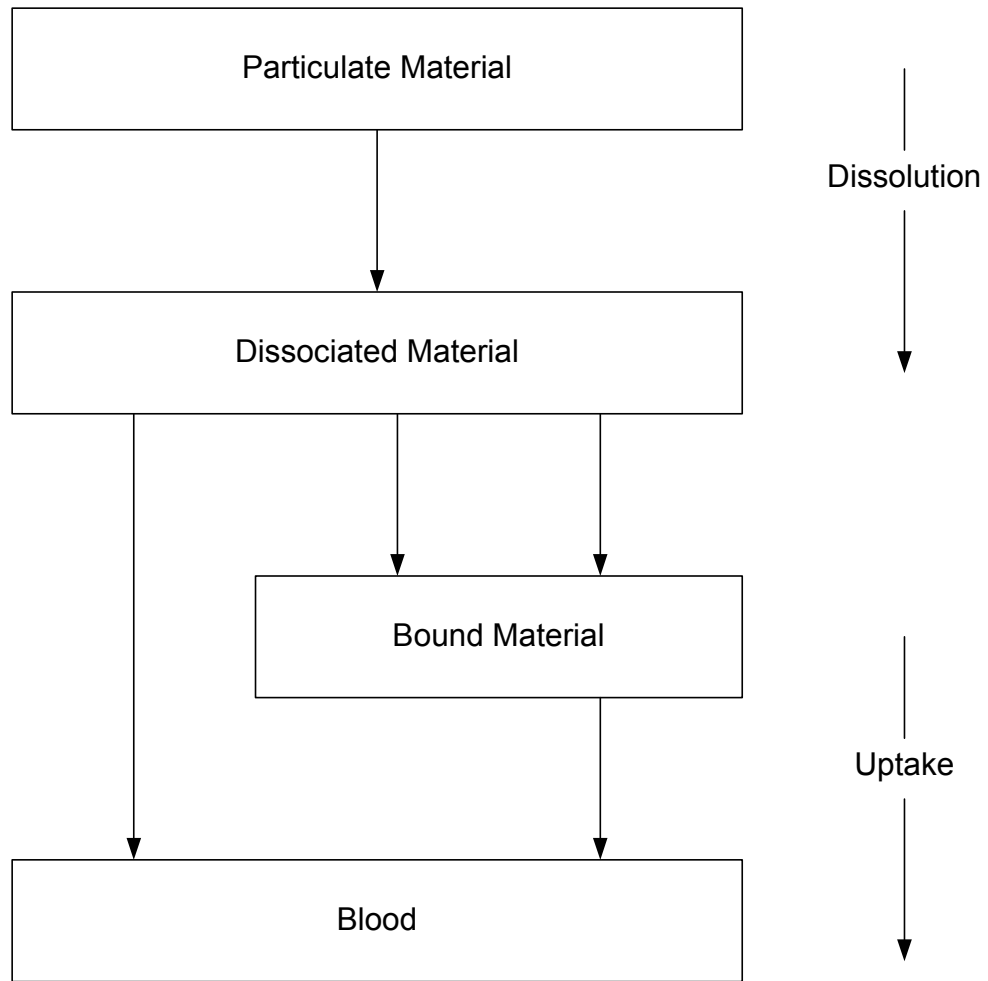 Particulate Material
Dissolution
Dissociated Material
Bound Material
Uptake
Blood